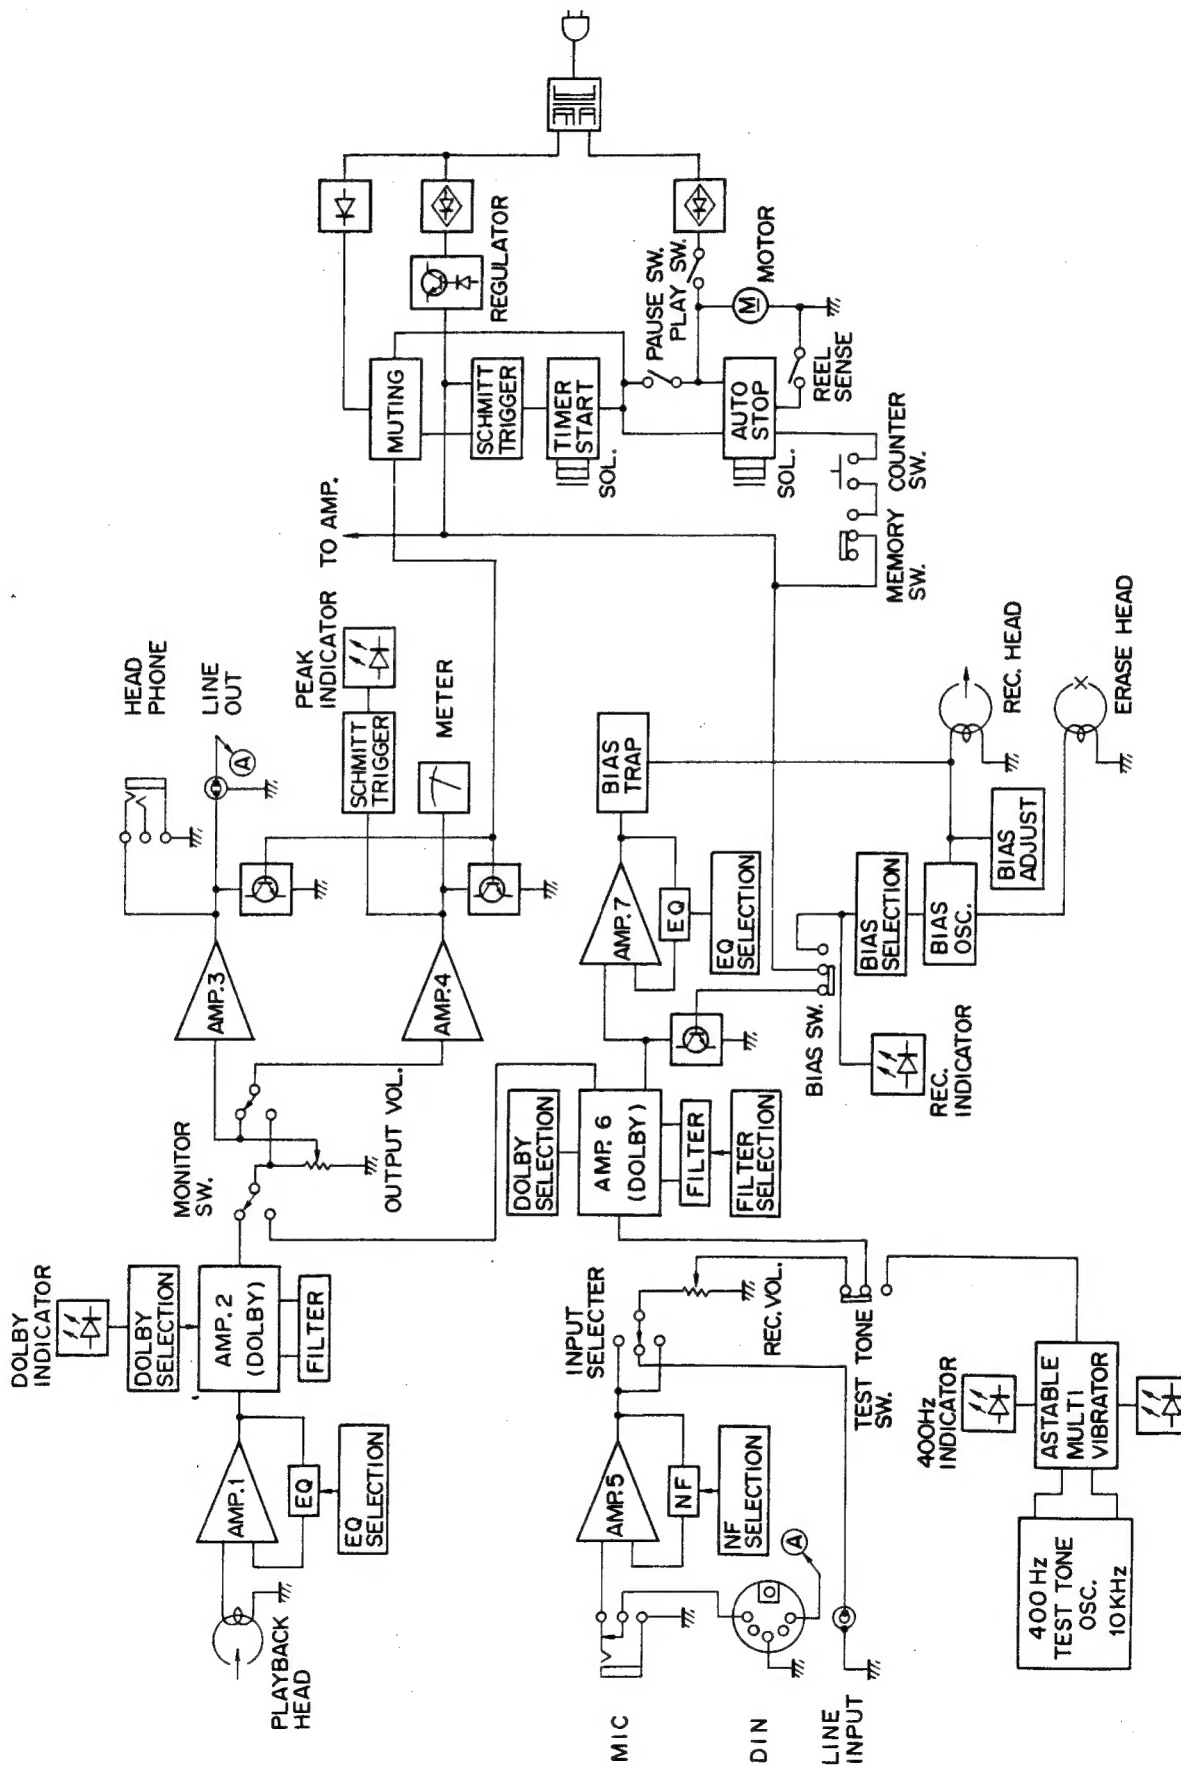 DOLBY
INDICATOR
DOLBY
SELECTION
AMP.2
(DOLBY)
FILTER
AMP.1
EQ
EQ
SELECTION
PLAYBACK
HEAD
MONITOR
SW.
OUTPUT VOL.
AMP.3
AMP.4
HEAD
PHONE
LINE
OUT
A
PEAK
INDICATOR
SCHMITT
TRIGGER
METER
TO AMP.
MUTING
SCHMITT
TRIGGER
TIMER
START
SOL.
REGULATOR
PAUSE SW.
PLAY SW.
M
MOTOR
AUTO
STOP
SOL.
REEL
SENSE
COUNTER
SW.
MEMORY
SW.
MIC
DIN
LINE
INPUT
A
AMP.5
NF
NF
SELECTION
INPUT
SELECTER
REC. VOL.
TEST TONE
SW.
DOLBY
SELECTION
AMP. 6
(DOLBY)
FILTER
FILTER
SELECTION
AMP.7
EQ
EQ
SELECTION
BIAS
TRAP
BIAS SW.
REC.
INDICATOR
BIAS
SELECTION
BIAS
OSC.
BIAS
ADJUST
REC. HEAD
ERASE HEAD
400Hz
INDICATOR
ASTABLE
MULTI
VIBRATOR
400 Hz
TEST TONE
OSC.
10KHz